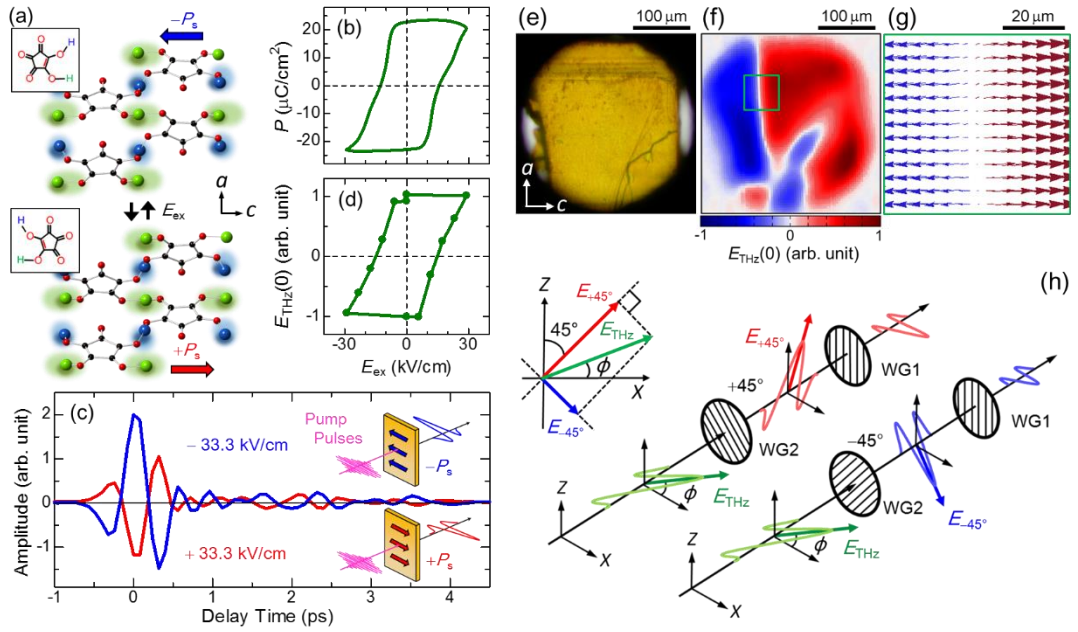 (a)
H
H
−Ps
a
c
Eex
H
H
+Ps
(b)
P (μC/cm2)
20
10
0
-10
-20
(d)
ETHz(0) (arb. unit)
1
0
-1
-30 0 30
Eex (kV/cm)
(c)
Amplitude (arb. unit)
2
1
0
-1
− 33.3 kV/cm
+ 33.3 kV/cm
Pump
Pulses
−Ps
+Ps
-1 0 1 2 3 4
Delay Time (ps)
(e) 100 μm
a
c
(f) 100 μm
-1 0 1
ETHz(0) (arb. unit)
(g) 20 μm
(h)
Z
45°
E+45°
ETHz
ϕ
X
E−45°
Z
X
ϕ
ETHz
+45°
WG2
E+45°
WG1
Z
X
ϕ
ETHz
−45°
WG2
E−45°
WG1